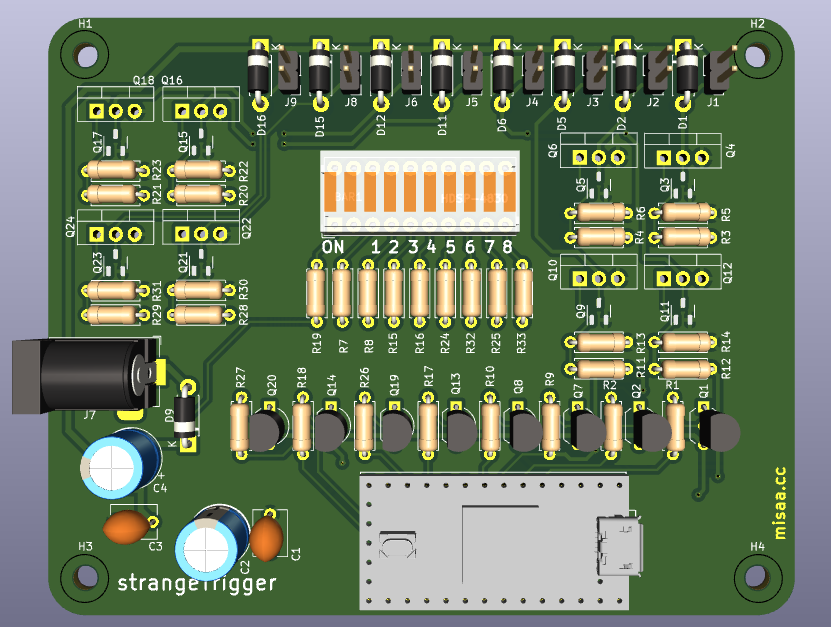 H1
H2
K K K K K K K K
J9 J8 J6 J5 J4 J3 J2 J1
D16 D15 D12 D11 D6 D5 D2 D1
Q18 Q16
Q17 Q15
R23 R22
R21 R20
Q6 Q4
Q5 Q3
R6 R5
R4 R3
BAR1 HDSP-4830
ON 1 2 3 4 5 6 7 8
Q24 Q22
Q23 Q21
R31 R30
R29 R28
Q10 Q12
Q9 Q11
R13 R14
R11 R12
R19 R7 R8 R15 R16 R24 R32 R25 R33
J7
D9
K
R27 Q20 R18 Q14 R26 Q19 R17 Q13 R10 Q8 R9 Q7 R2 Q2 R1 Q1
+
C4
C3
C2
C1
misaa.cc
H3
H4
strangeTrigger